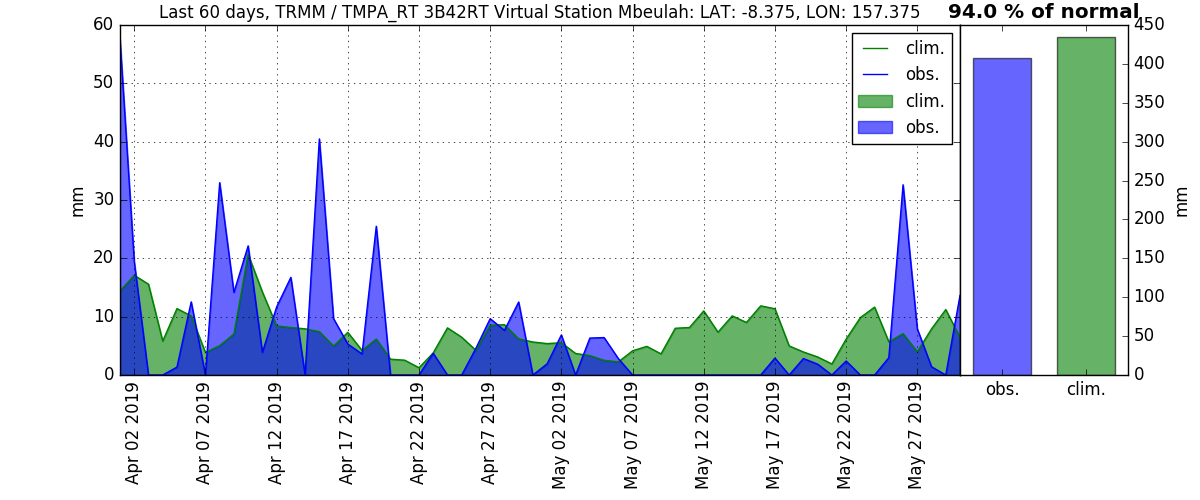 Last 60 days, TRMM / TMPA_RT 3B42RT Virtual Station Mbeulah: LAT: -8.375, LON: 157.375
94.0 % of normal
60
50
40
30
20
10
0
mm
clim.
obs.
clim.
obs.
450
400
350
300
250
200
150
100
50
0
mm
obs.
clim.
Apr 02 2019
Apr 07 2019
Apr 12 2019
Apr 17 2019
Apr 22 2019
Apr 27 2019
May 02 2019
May 07 2019
May 12 2019
May 17 2019
May 22 2019
May 27 2019